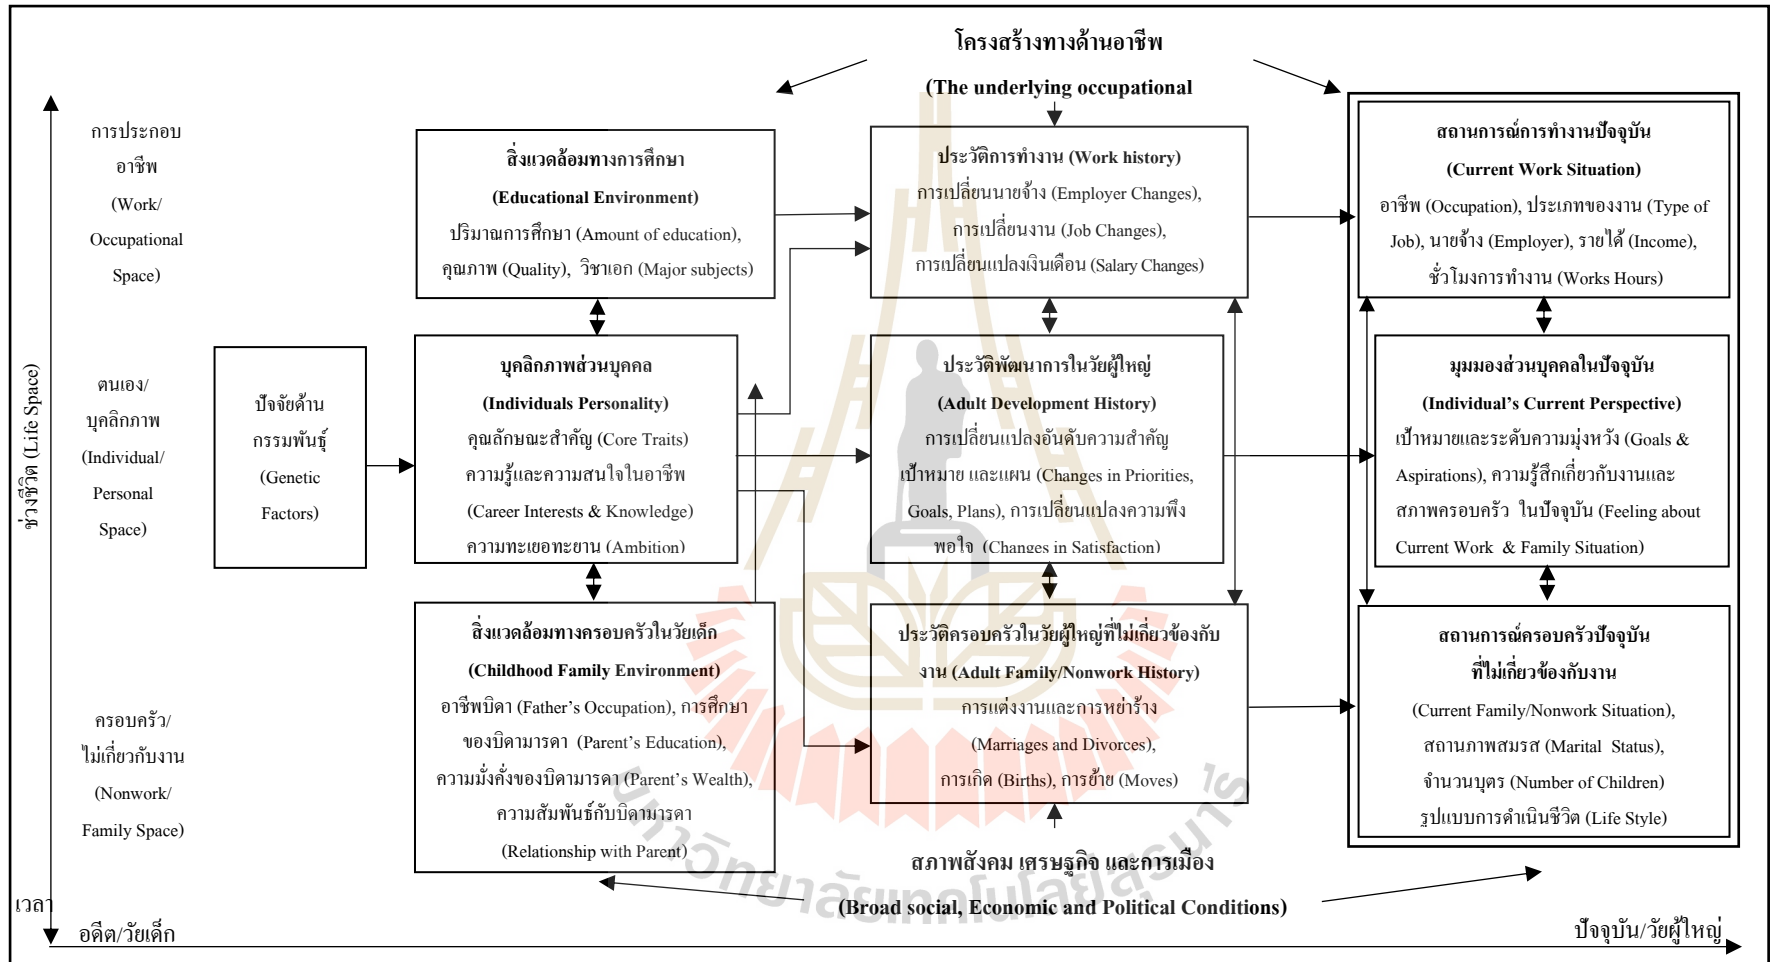 โครงสร้างทางด้านอาชีพ
(The underlying occupational
การประกอบ
อาชีพ
(Work/
Occupational
Space)
สิ่งแวดล้อมทางการศึกษา
(Educational Environment)
ปริมาณการศึกษา (Amount of education),
คุณภาพ (Quality), วิชาเอก (Major subjects)
ประวัติการทำงาน (Work history)
การเปลี่ยนนายจ้าง (Employer Changes),
การเปลี่ยนงาน (Job Changes),
การเปลี่ยนแปลงเงินเดือน (Salary Changes)
สถานการณ์การทำงานปัจจุบัน
(Current Work Situation)
อาชีพ (Occupation), ประเภทของงาน (Type of
Job), นายจ้าง (Employer), รายได้ (Income),
ชั่วโมงการทำงาน (Works Hours)
ช่วงชีวิต (Life Space)
ตนเอง/
บุคลิกภาพ
(Individual/
Personal
Space)
ปัจจัยด้าน
กรรมพันธุ์
(Genetic
Factors)
บุคลิกภาพส่วนบุคคล
(Individuals Personality)
คุณลักษณะสำคัญ (Core Traits)
ความรู้และความสนใจในอาชีพ
(Career Interests & Knowledge)
ความทะเยอทะยาน (Ambition)
ประวัติพัฒนาการในวัยผู้ใหญ่
(Adult Development History)
การเปลี่ยนแปลงอันดับความสำคัญ
เป้าหมาย และแผน (Changes in Priorities,
Goals, Plans), การเปลี่ยนแปลงความพึง
พอใจ (Changes in Satisfaction)
มุมมองส่วนบุคคลในปัจจุบัน
(Individual’s Current Perspective)
เป้าหมายและระดับความมุ่งหวัง (Goals &
Aspirations), ความรู้สึกเกี่ยวกับงานและ
สภาพครอบครัว ในปัจจุบัน (Feeling about
Current Work & Family Situation)
ครอบครัว/
ไม่เกี่ยวกับงาน
(Nonwork/
Family Space)
สิ่งแวดล้อมทางครอบครัวในวัยเด็ก
(Childhood Family Environment)
อาชีพบิดา (Father’s Occupation), การศึกษา
ของบิดามารดา (Parent’s Education),
ความมั่งคั่งของบิดามารดา (Parent’s Wealth),
ความสัมพันธ์กับบิดามารดา
(Relationship with Parent)
ประวัติครอบครัวในวัยผู้ใหญ่ที่ไม่เกี่ยวข้องกับ
งาน (Adult Family/Nonwork History)
การแต่งงานและการหย่าร้าง
(Marriages and Divorces),
การเกิด (Births), การย้าย (Moves)
สถานการณ์ครอบครัวปัจจุบัน
ที่ไม่เกี่ยวข้องกับงาน
(Current Family/Nonwork Situation),
สถานภาพสมรส (Marital Status),
จำนวนบุตร (Number of Children)
รูปแบบการดำเนินชีวิต (Life Style)
สภาพสังคม เศรษฐกิจ และการเมือง
(Broad social, Economic and Political Conditions)
มหาวิทยาลัยเทคโนโลยีสุรนารี
เวลา
อดีต/วัยเด็ก
ปัจจุบัน/วัยผู้ใหญ่